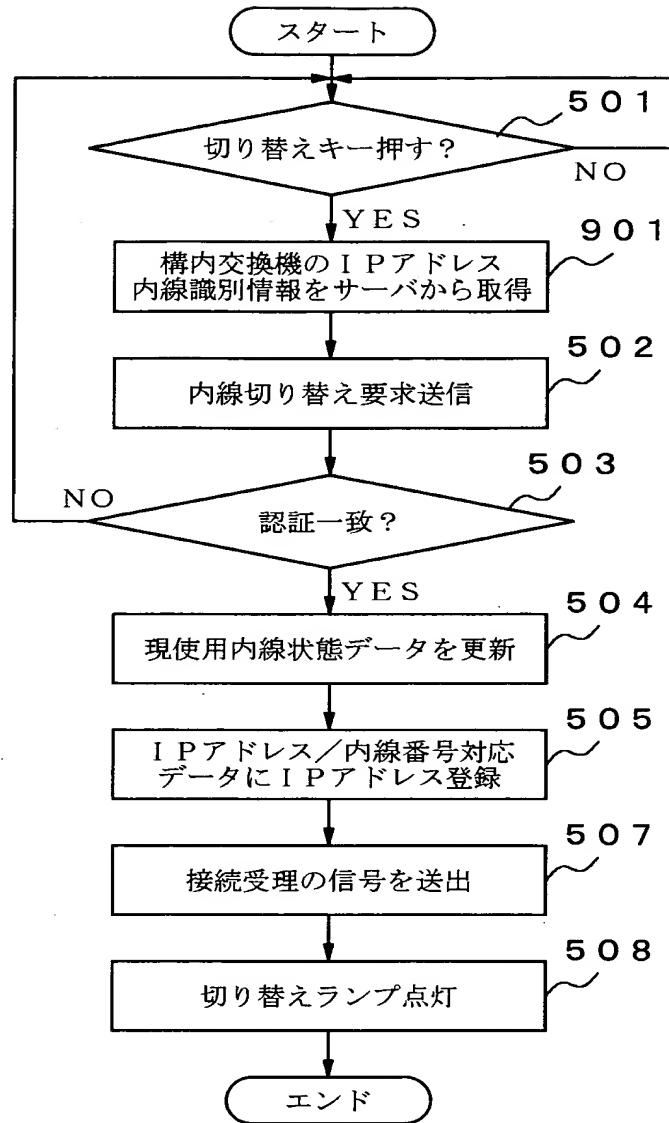 スタート
501
切り替えキー押す？
NO
YES
901
構内交換機のIPアドレス
内線識別情報をサーバから取得
502
内線切り替え要求送信
503
NO
認証一致？
YES
504
現使用内線状態データを更新
505
IPアドレス／内線番号対応
データにIPアドレス登録
507
接続受理の信号を送出
508
切り替えランプ点灯
エンド